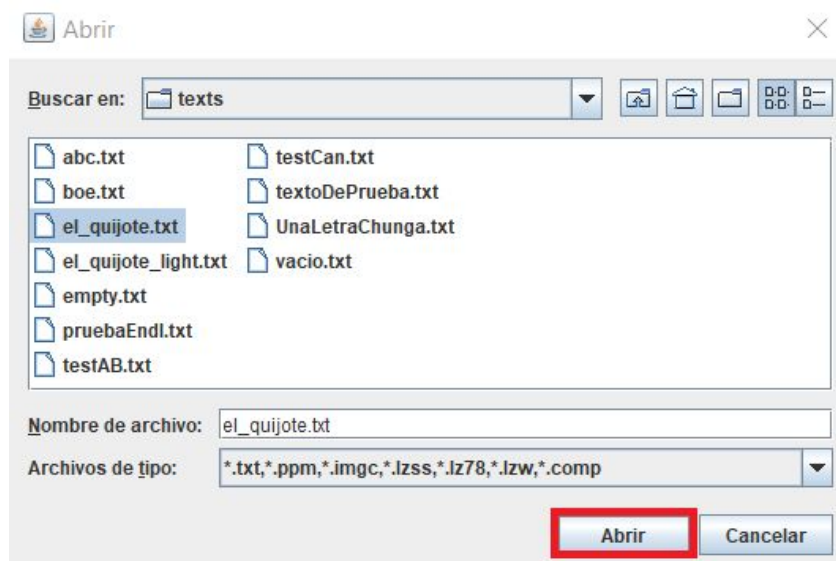 Abrir
Buscar en: texts
abc.txt
boe.txt
el_quijote.txt
el_quijote_light.txt
empty.txt
pruebaEndl.txt
testAB.txt
testCan.txt
textoDePrueba.txt
UnaLetraChunga.txt
vacio.txt
Nombre de archivo: el_quijote.txt
Archivos de tipo: *.txt,*.ppm,*.imgc,*.lzss,*.lz78,*.lzw,*.comp
Abrir Cancelar